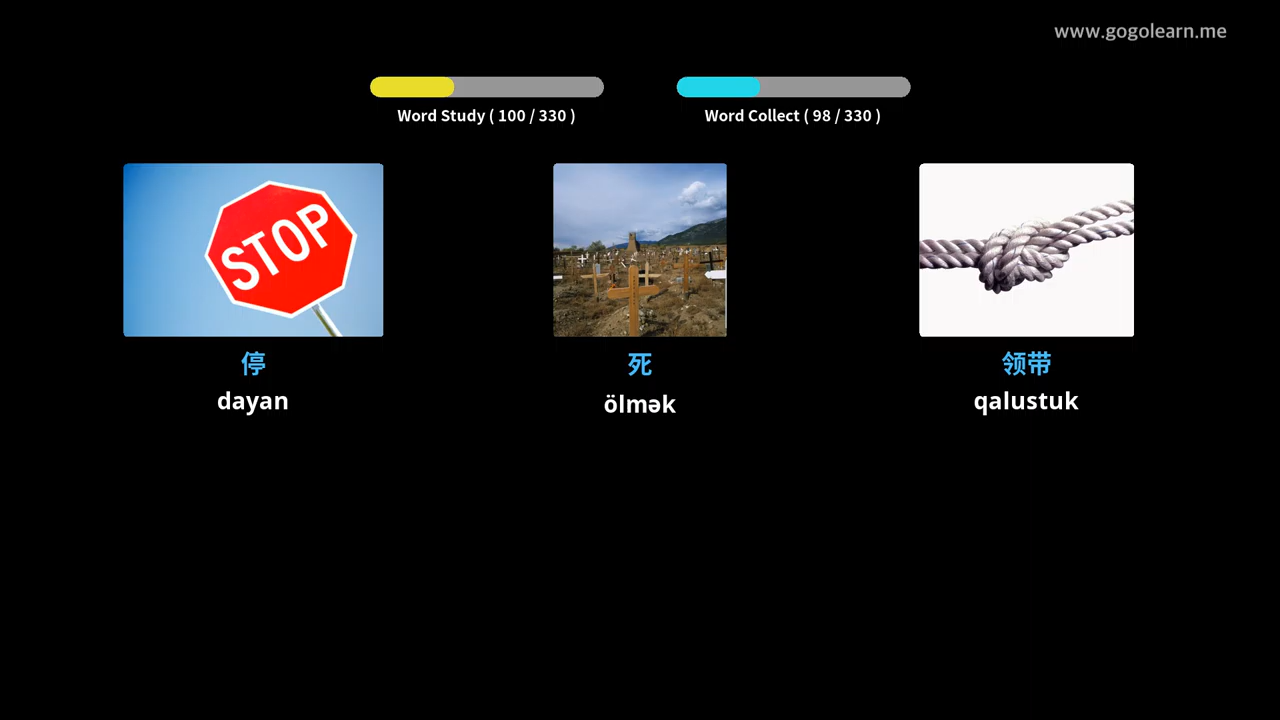 www.gogolearn.me
Word Study ( 100 / 330 )
Word Collect ( 98 / 330 )
STOP
停
死
领带
dayan
ölmək
qalustuk